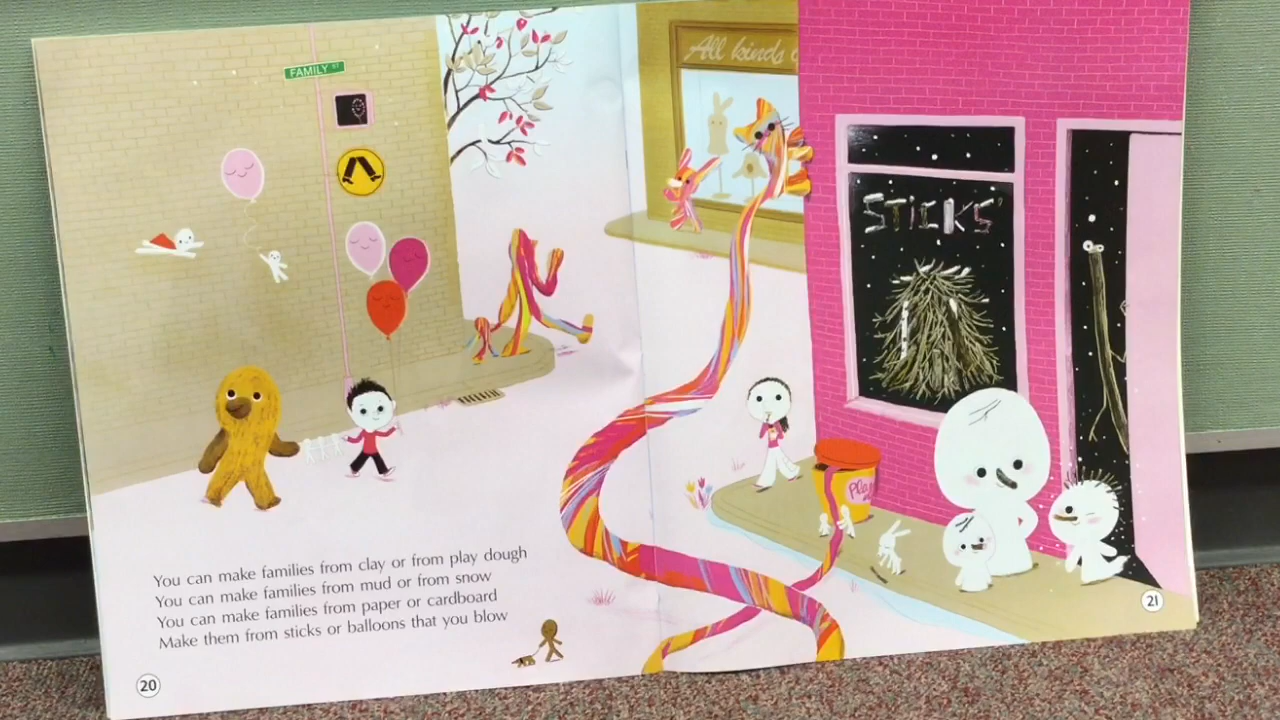 FAMILY ST
All kinds
STICKS'
Play
You can make families from clay or from play dough
You can make families from mud or from snow
You can make families from paper or cardboard
Make them from sticks or balloons that you blow
20
21